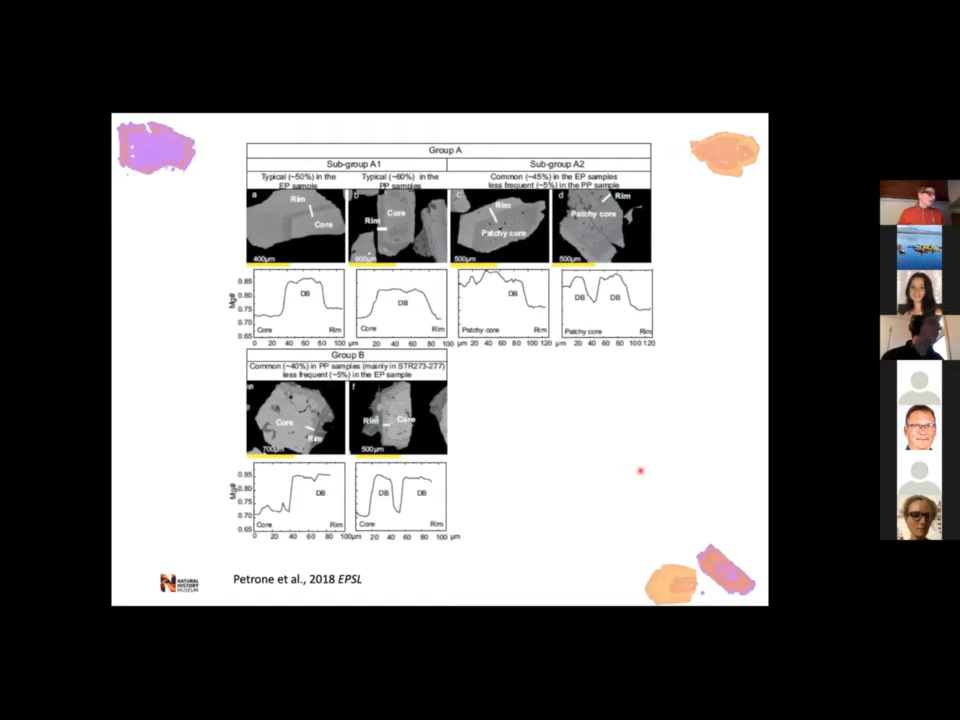 Group A
Sub-group A1
Sub-group A2
Typical (~50%) in the
EP sample
Typical (~60%) in the
PP samples
Common (~45%) in the EP samples
less frequent (~5%) in the PP sample
a
Rim
Core
400µm
b
Core
Rim
600µm
c
Rim
Patchy core
500µm
d
Rim
Patchy core
500µm
Mg#
0.85
0.80
0.75
0.70
0.65
DB
Core
Rim
DB
Core
Rim
DB
Patchy core
Rim
DB
DB
Patchy core
Rim
0 20 40 60 80 100
20 40 60 80 100 µm
20 40 60 80 100 120 µm
20 40 60 80 100 120
Group B
Common (~40%) in PP samples (mainly in STR273-277)
less frequent (~5%) in the EP sample
e
Core
Rim
700µm
f
Rim
Core
500µm
Mg#
0.85
0.80
0.75
0.70
0.65
DB
Core
Rim
DB
DB
Core
Rim
0 20 40 60 80 100µm
20 40 60 80 100 µm
NATURAL
HISTORY
MUSEUM
Petrone et al., 2018 EPSL